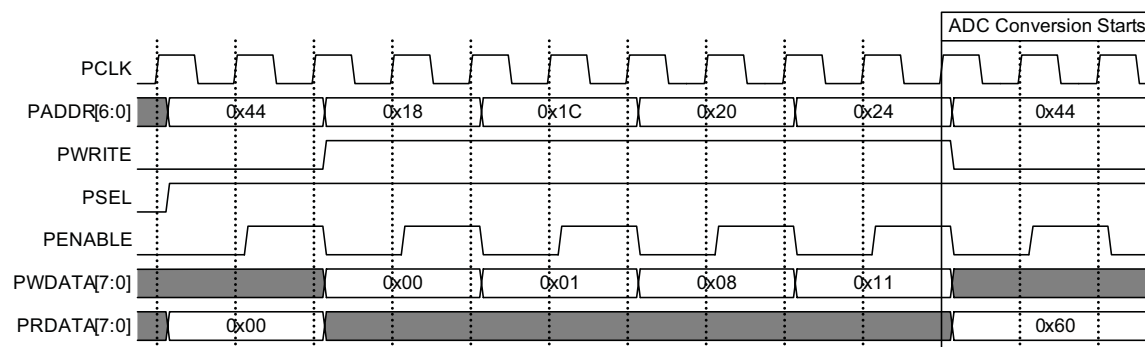 ADC Conversion Starts
PCLK
PADDR[6:0] 0x44 0x18 0x1C 0x20 0x24 0x44
PWRITE
PSEL
PENABLE
PWDATA[7:0] 0x00 0x01 0x08 0x11
PRDATA[7:0] 0x00 0x60